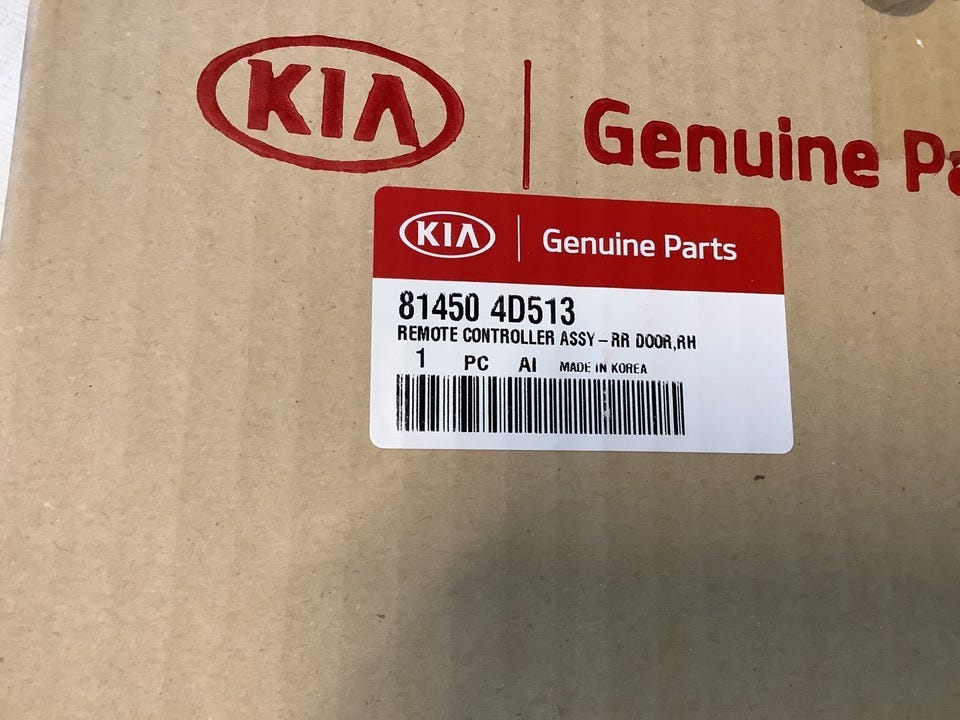 KIA Genuine Pa
KIA Genuine Parts
81450 4D513
REMOTE CONTROLLER ASSY-RR DOOR,RH
1 PC AI MADE IN KOREA